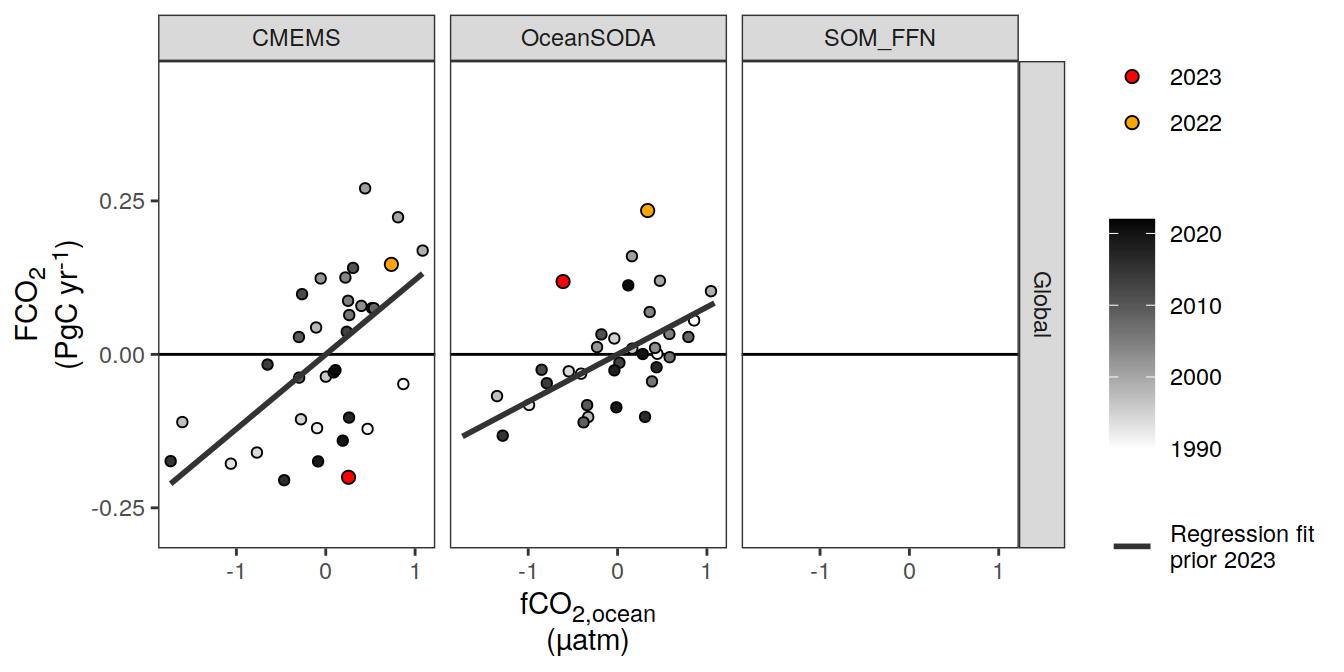 CMEMS OceanSODA SOM_FFN
Global
FCO2
(PgC yr-1)
0.25
0.00
-0.25
-1 0 1 -1 0 1 -1 0 1
fCO2,ocean
(µatm)
2023
2022
2020
2010
2000
1990
Regression fit
prior 2023